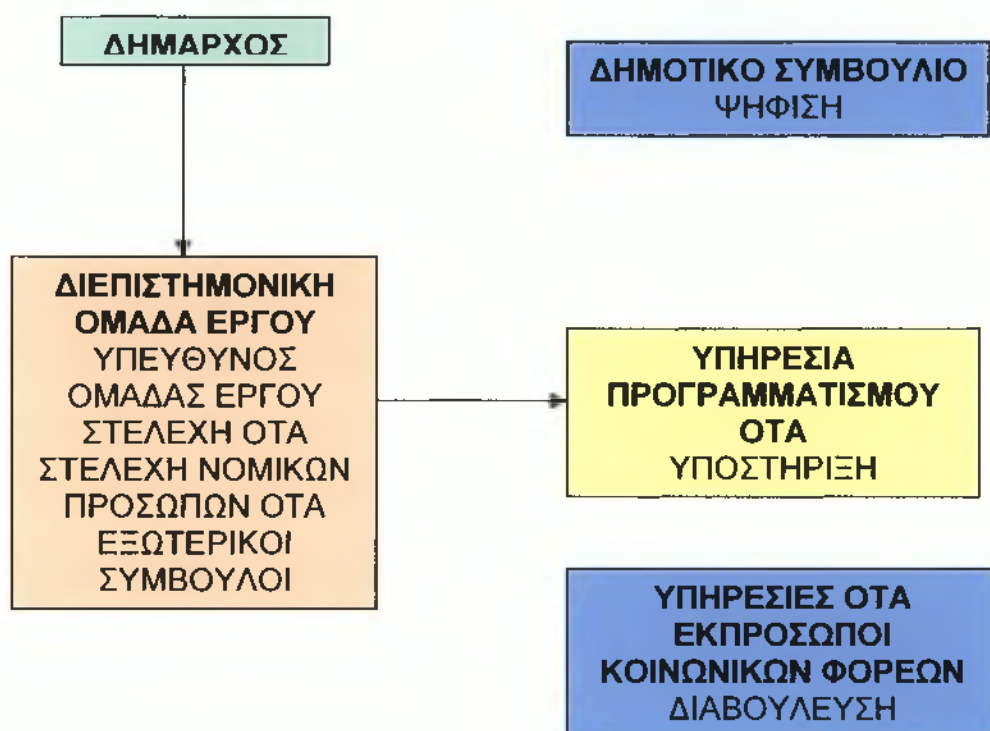 ΔΗΜΑΡΧΟΣ
ΔΗΜΟΤΙΚΟ ΣΥΜΒΟΥΛΙΟ
ΨΗΦΙΣΗ
ΔΙΕΠΙΣΤΗΜΟΝΙΚΗ
ΟΜΑΔΑ ΕΡΓΟΥ
ΥΠΕΥΘΥΝΟΣ
ΟΜΑΔΑΣ ΕΡΓΟΥ
ΣΤΕΛΕΧΗ ΟΤΑ
ΣΤΕΛΕΧΗ ΝΟΜΙΚΩΝ
ΠΡΟΣΩΠΩΝ ΟΤΑ
ΕΞΩΤΕΡΙΚΟΙ
ΣΥΜΒΟΥΛΟΙ
ΥΠΗΡΕΣΙΑ
ΠΡΟΓΡΑΜΜΑΤΙΣΜΟΥ
ΟΤΑ
ΥΠΟΣΤΗΡΙΞΗ
ΥΠΗΡΕΣΙΕΣ ΟΤΑ
ΕΚΠΡΟΣΩΠΟΙ
ΚΟΙΝΩΝΙΚΩΝ ΦΟΡΕΩΝ
ΔΙΑΒΟΥΛΕΥΣΗ